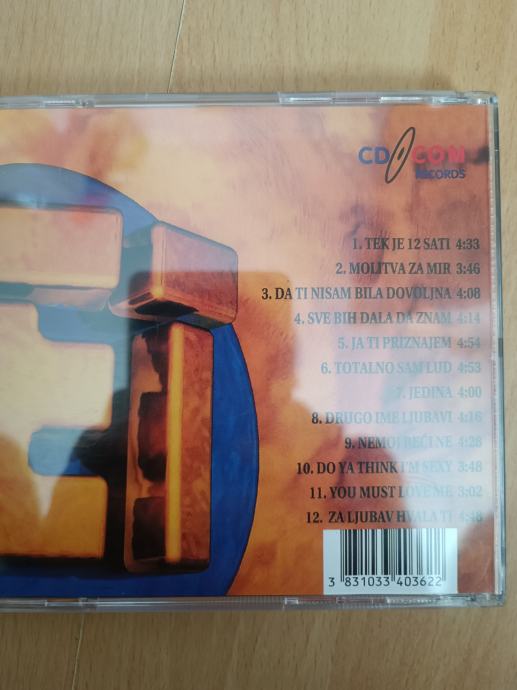 CD COM
RECORDS
1. TEK JE 12 SATI 4:33
2. MOLITVA ZA MIR 3:46
3. DA TI NISAM BILA DOVOLJNA 4:08
4. SVE BIH DALA DA ZNAM 4:14
5. JA TI PRIZNAJEM 4:54
6. TOTALNO SAM LUD 4:53
7. JEDINA 4:00
8. DRUGO IME LJUBAVI 4:16
9. NEMOJ BEĆI NE 4:28
10. DO YA THINK I'M SEXY 3:48
11. YOU MUST LOVE ME 3:02
12. ZA LJUBAV HVALA TI 4:48
3 831033 403622